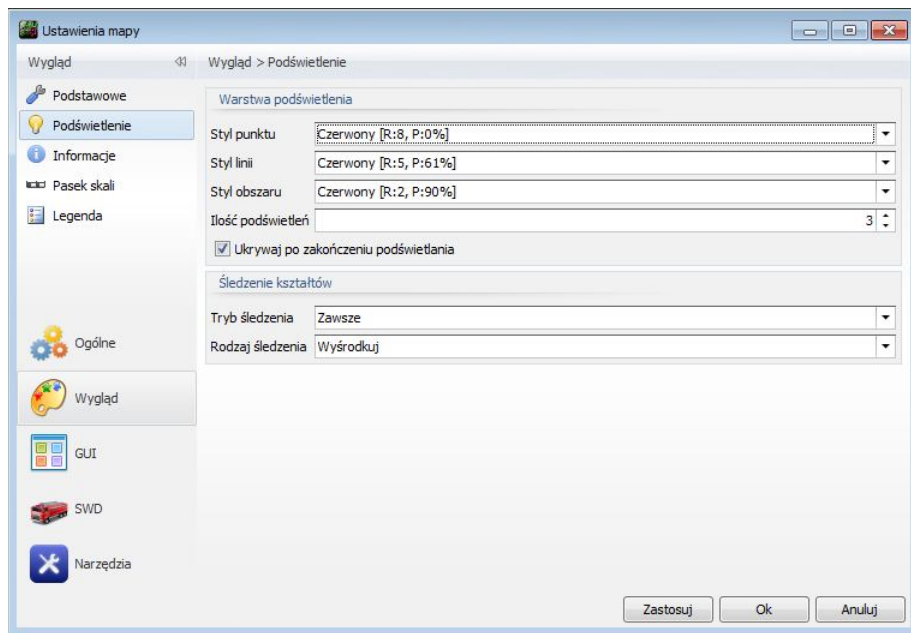 Ustawienia mapy
Wygląd
Wygląd > Podświetlenie
Podstawowe
Podświetlenie
Informacje
Pasek skali
Legenda
Ogólne
Wygląd
GUI
SWD
Narzędzia
Warstwa podświetlenia
Styl punktu Czerwony [R:8, P:0%]
Styl linii Czerwony [R:5, P:61%]
Styl obszaru Czerwony [R:2, P:90%]
Ilość podświetleń 3
Ukrywaj po zakończeniu podświetlania
Śledzenie kształtów
Tryb śledzenia Zawsze
Rodzaj śledzenia Wyśrodkuj
Zastosuj Ok Anuluj